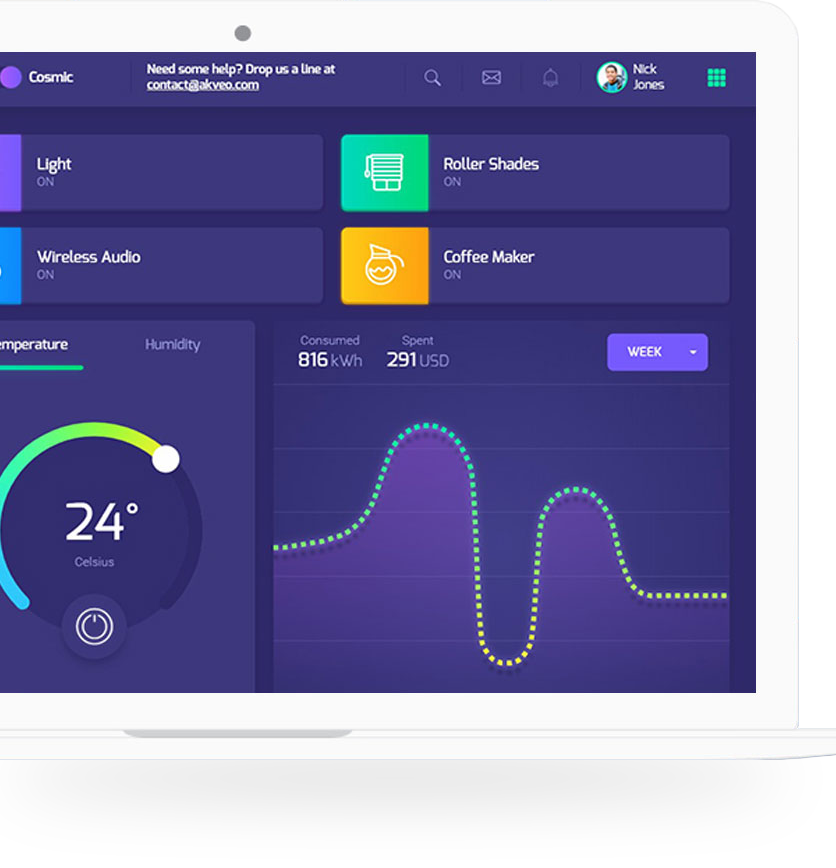 Cosmic
Need some help? Drop us a line at
contact@akveo.com
Nick
Jones
Light
ON
Roller Shades
ON
Wireless Audio
ON
Coffee Maker
ON
emperature
Humidity
Consumed
816 kWh
Spent
291 USD
WEEK
24°
Celsius